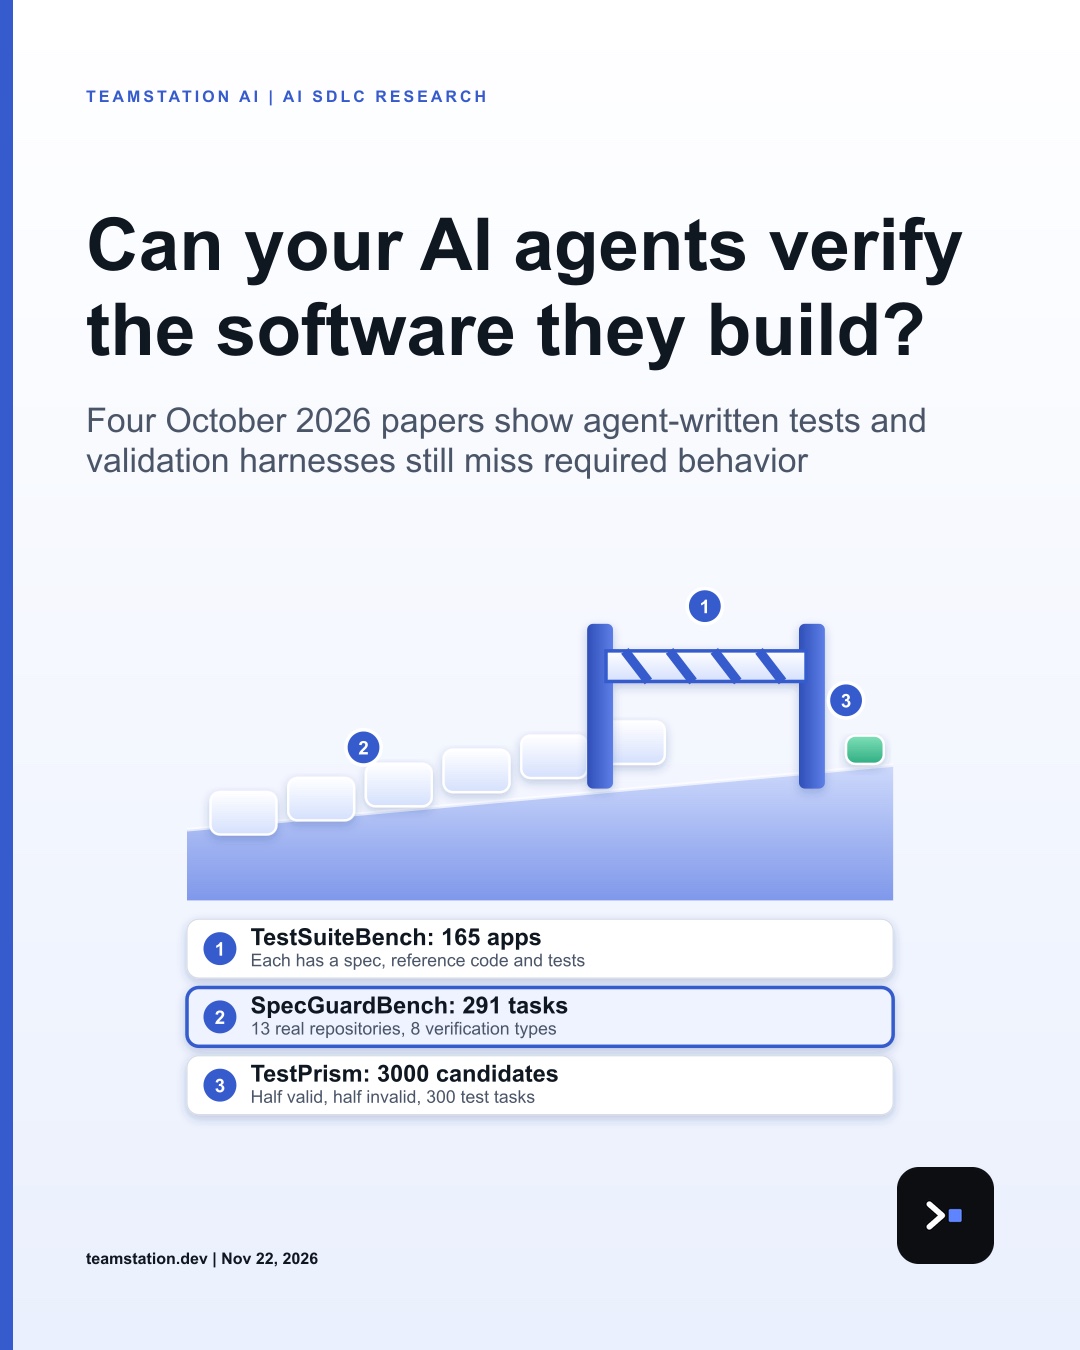 TEAMSTATION AI | AI SDLC RESEARCH
Can your AI agents verify
the software they build?
Four October 2026 papers show agent-written tests and
validation harnesses still miss required behavior
1
3
2
1
TestSuiteBench: 165 apps
Each has a spec, reference code and tests
2
SpecGuardBench: 291 tasks
13 real repositories, 8 verification types
3
TestPrism: 3000 candidates
Half valid, half invalid, 300 test tasks
teamstation.dev | Nov 22, 2026